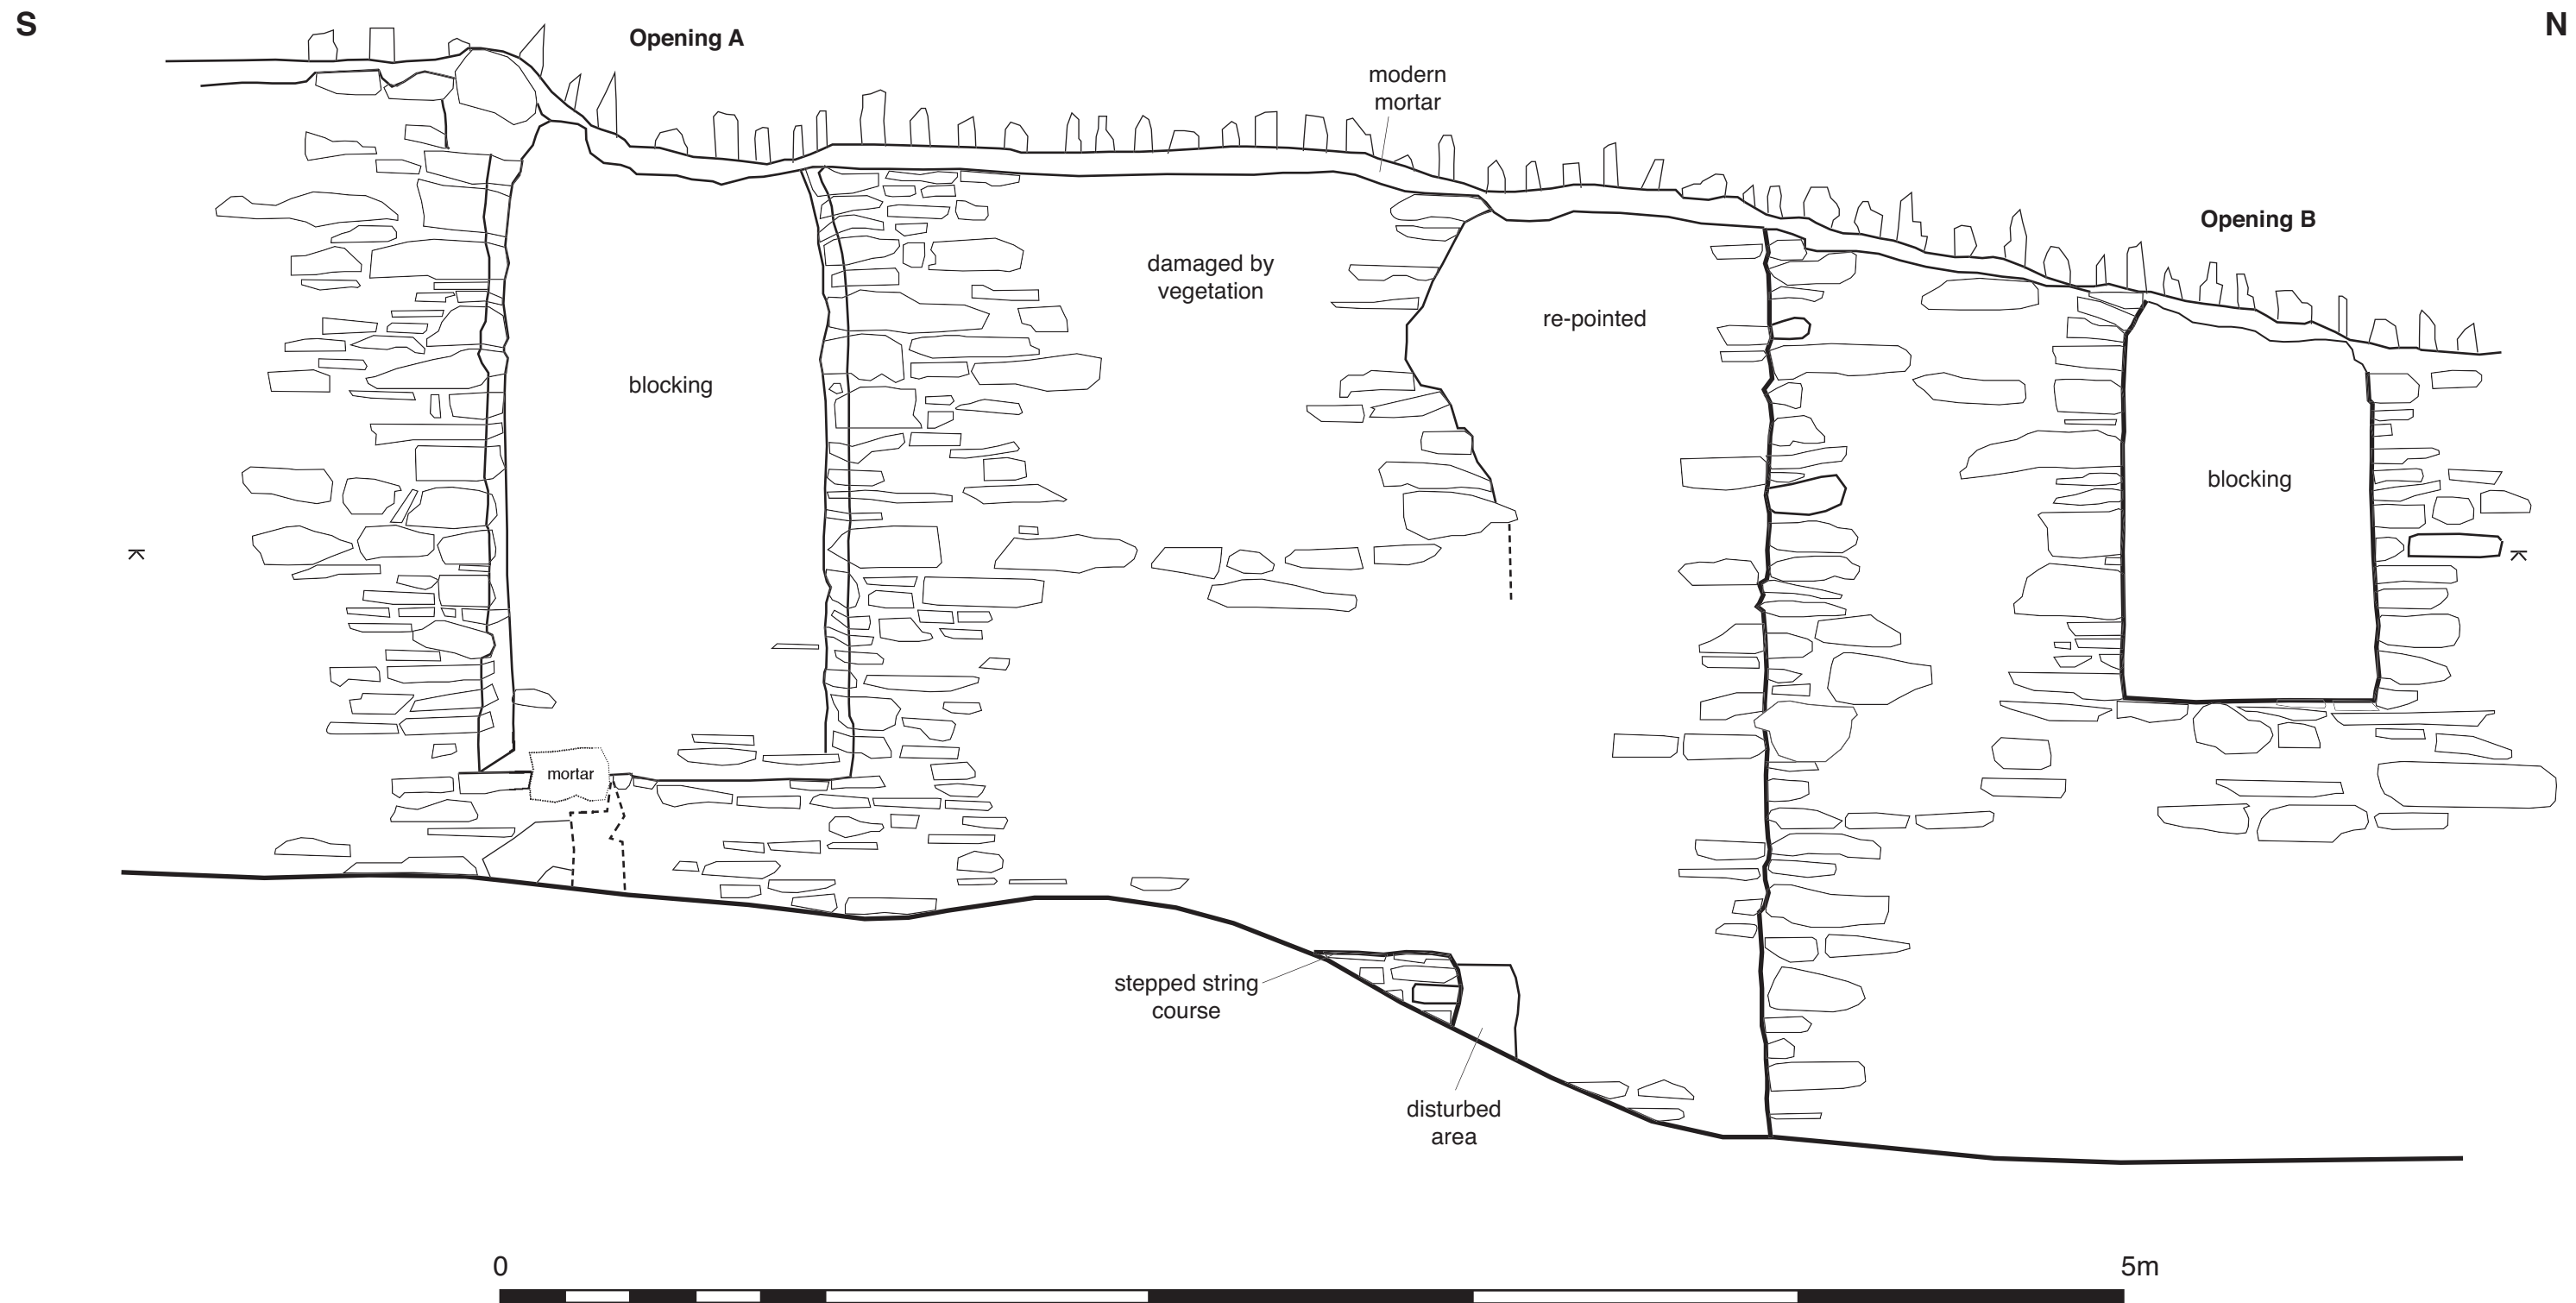 S
N
Opening A
modern
mortar
Opening B
damaged by
vegetation
re-pointed
blocking
blocking
mortar
stepped string
course
disturbed
area
0
5m